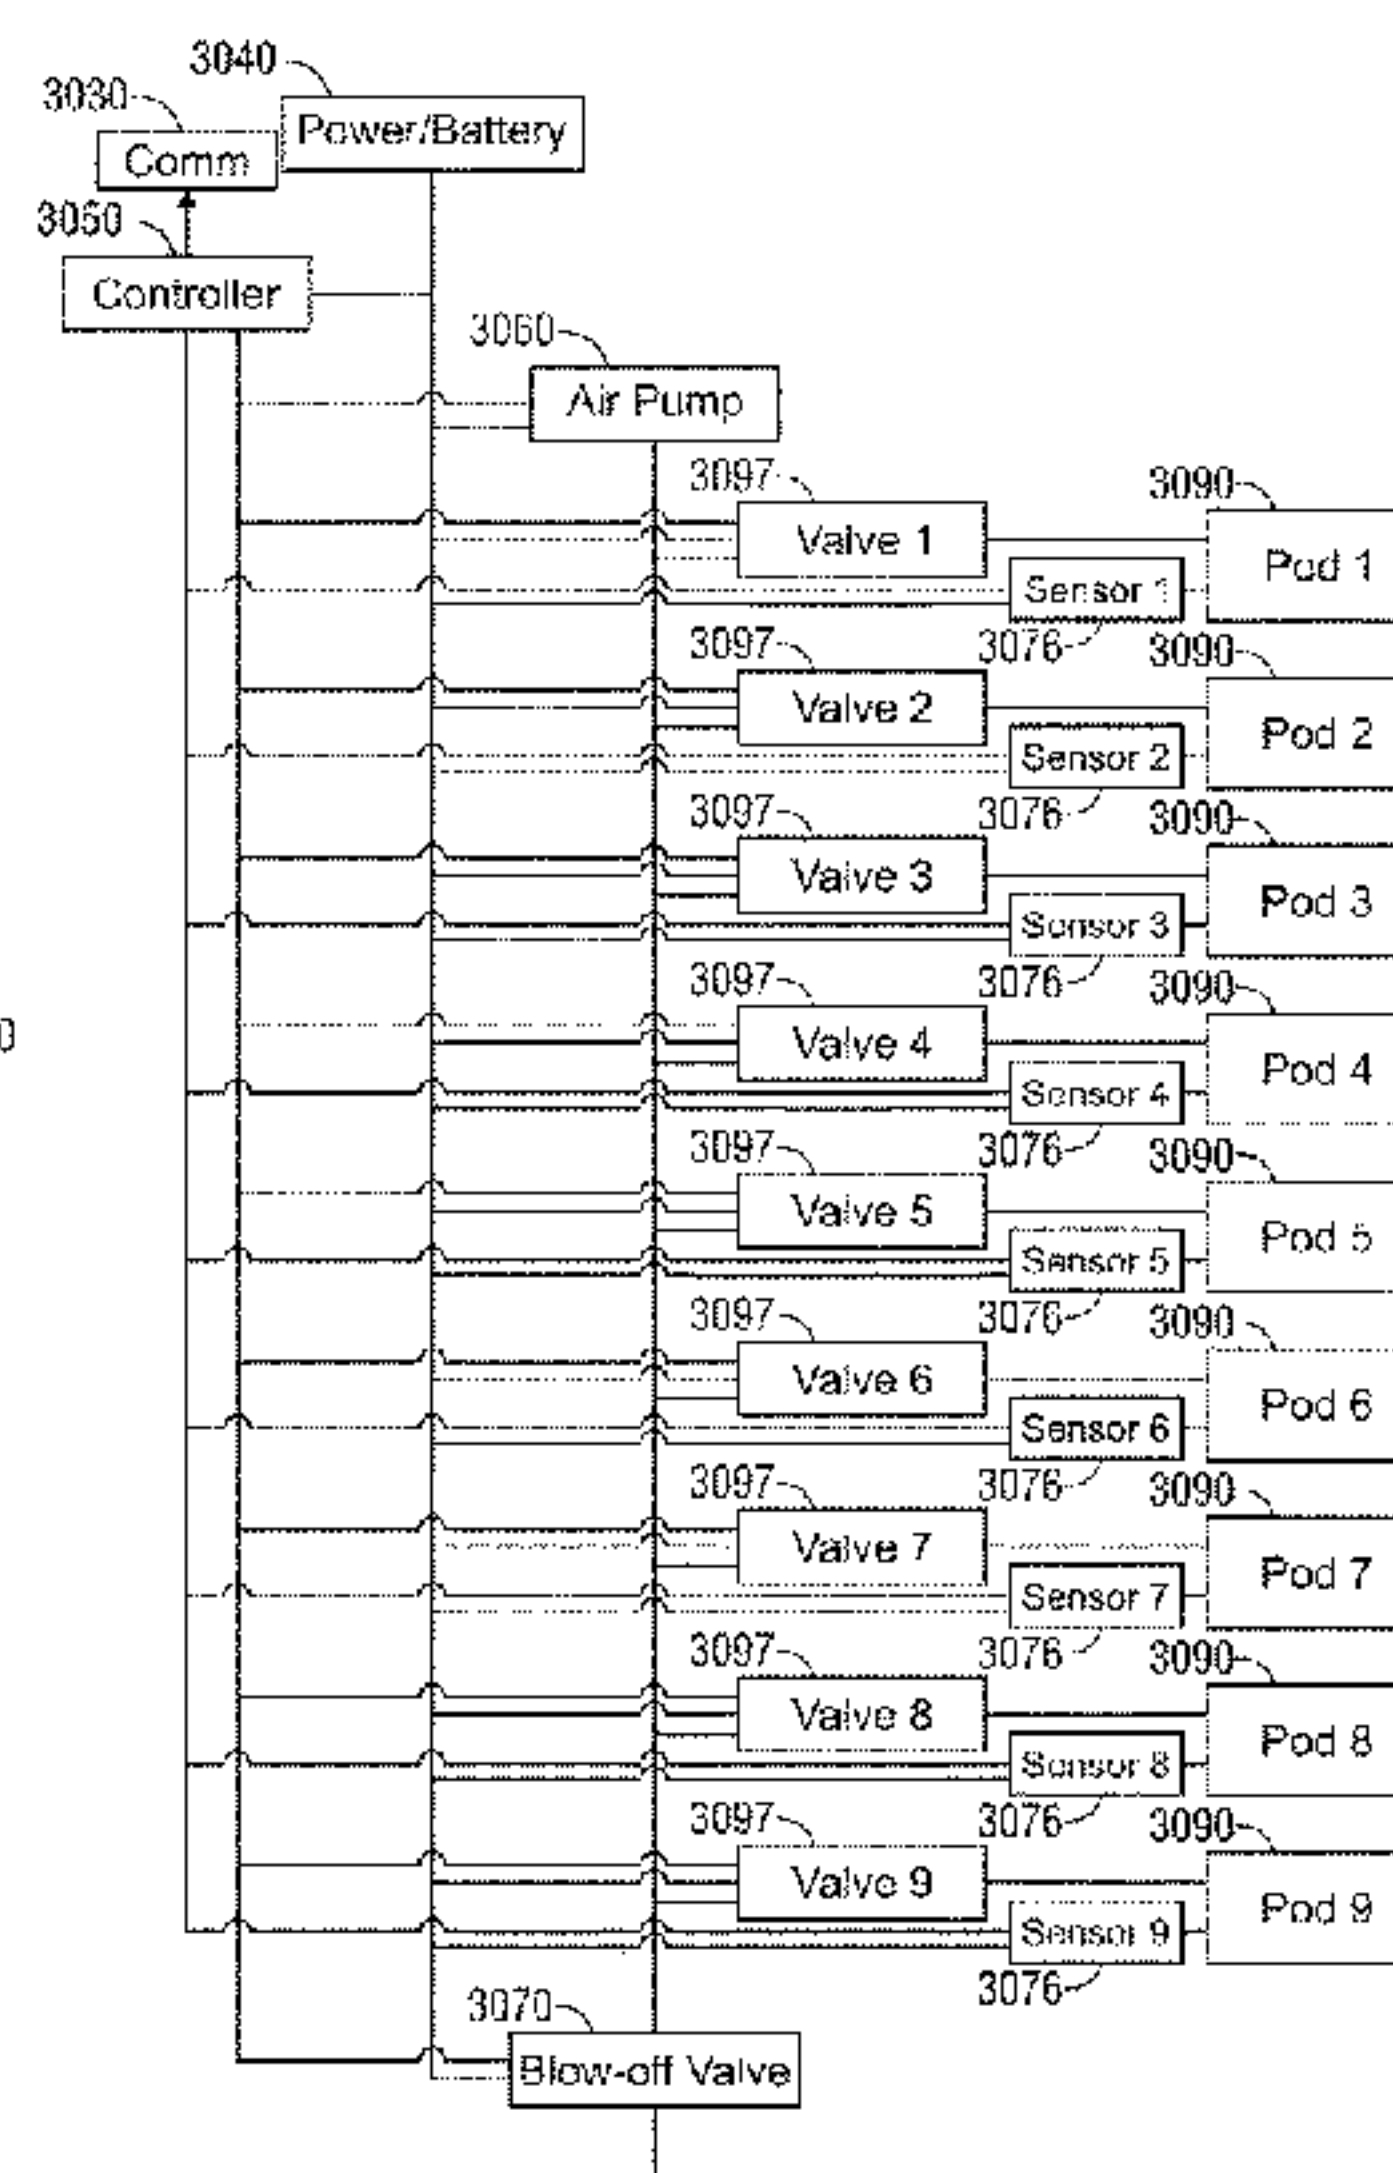 3040
3030
Power/Battery
Comm
3050
Controller
3060
Air Pump
3097
3090
Valve 1
Pod 1
Sensor 1
3076
3097
3090
Valve 2
Pod 2
Sensor 2
3076
3097
3090
Valve 3
Pod 3
Sensor 3
3076
3097
3090
Valve 4
Pod 4
Sensor 4
3076
3097
3090
Valve 5
Pod 5
Sensor 5
3076
3097
3090
Valve 6
Pod 6
Sensor 6
3076
3097
3090
Valve 7
Pod 7
Sensor 7
3076
3097
3090
Valve 8
Pod 8
Sensor 8
3076
3097
3090
Valve 9
Pod 9
Sensor 9
3076
3070
Blow-off Valve